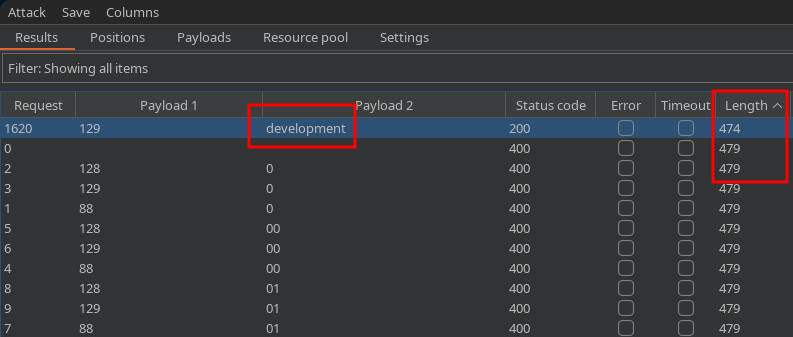 Attack Save Columns
Results Positions Payloads Resource pool Settings
Filter: Showing all items
Request Payload 1 Payload 2 Status code Error Timeout Length
1620 129 development 200 474
0 400 479
2 128 0 400 479
3 129 0 400 479
1 88 0 400 479
5 128 00 400 479
6 129 00 400 479
4 88 00 400 479
8 128 01 400 479
9 129 01 400 479
7 88 01 400 479